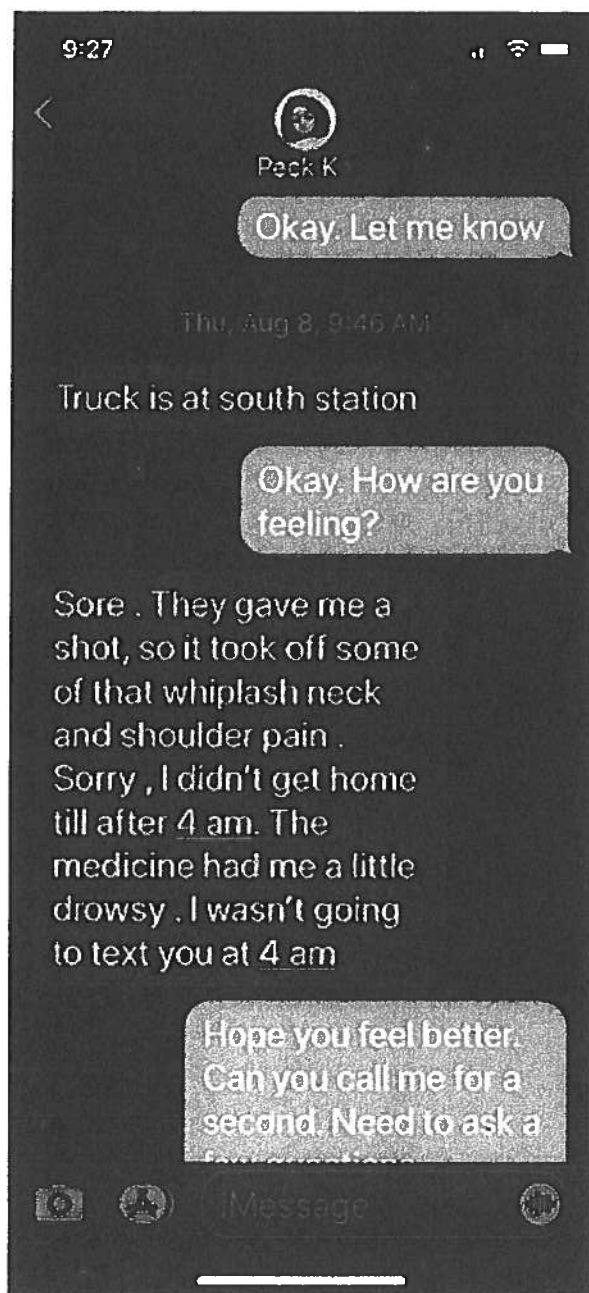 9:27
Peck K
Okay. Let me know
Thu, Aug 8, 9:46 AM
Truck is at south station
Okay. How are you
feeling?
Sore . They gave me a
shot, so it took off some
of that whiplash neck
and shoulder pain .
Sorry , I didn't get home
till after 4 am. The
medicine had me a little
drowsy . I wasn't going
to text you at 4 am
Hope you feel better.
Can you call me for a
second. Need to ask a
few questions
iMessage